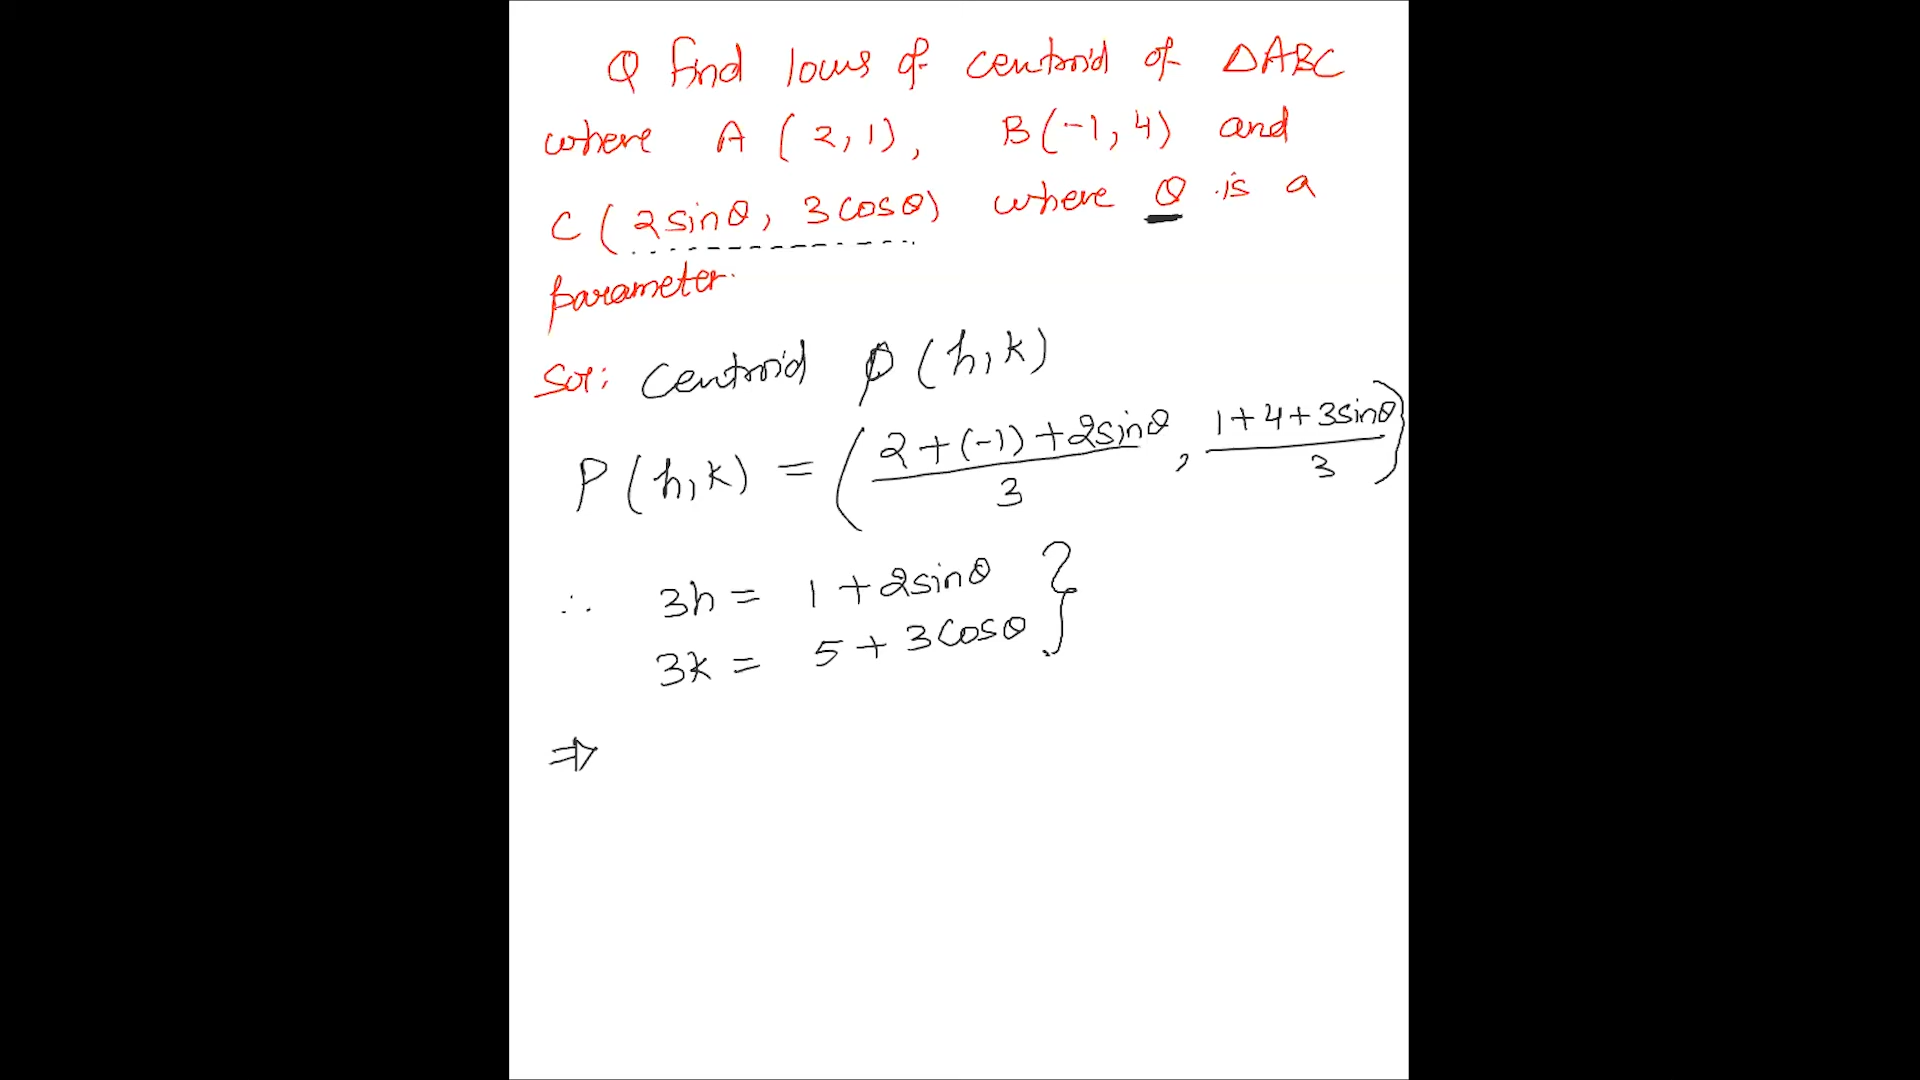 Q Find locus of centroid of ΔABC
where A (2,1), B(-1,4) and
C (2sinθ, 3cosθ) where θ is a
parameter.
Sol: Centroid P(h,k)
P(h,k) = (2+(-1)+2sinθ/3, 1+4+3sinθ/3)
∴ 3h = 1+2sinθ }
3k = 5+3cosθ
⇒